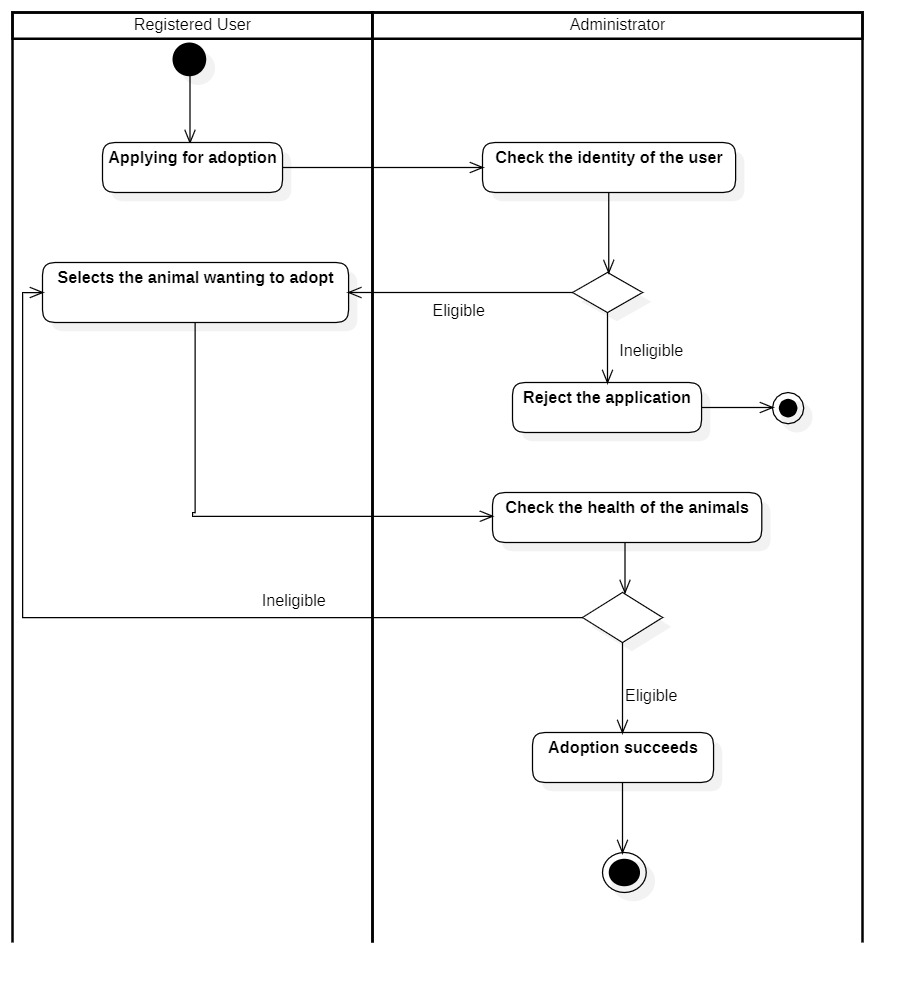 Registered User
Administrator
Applying for adoption
Check the identity of the user
Selects the animal wanting to adopt
Eligible
Ineligible
Reject the application
Check the health of the animals
Ineligible
Eligible
Adoption succeeds